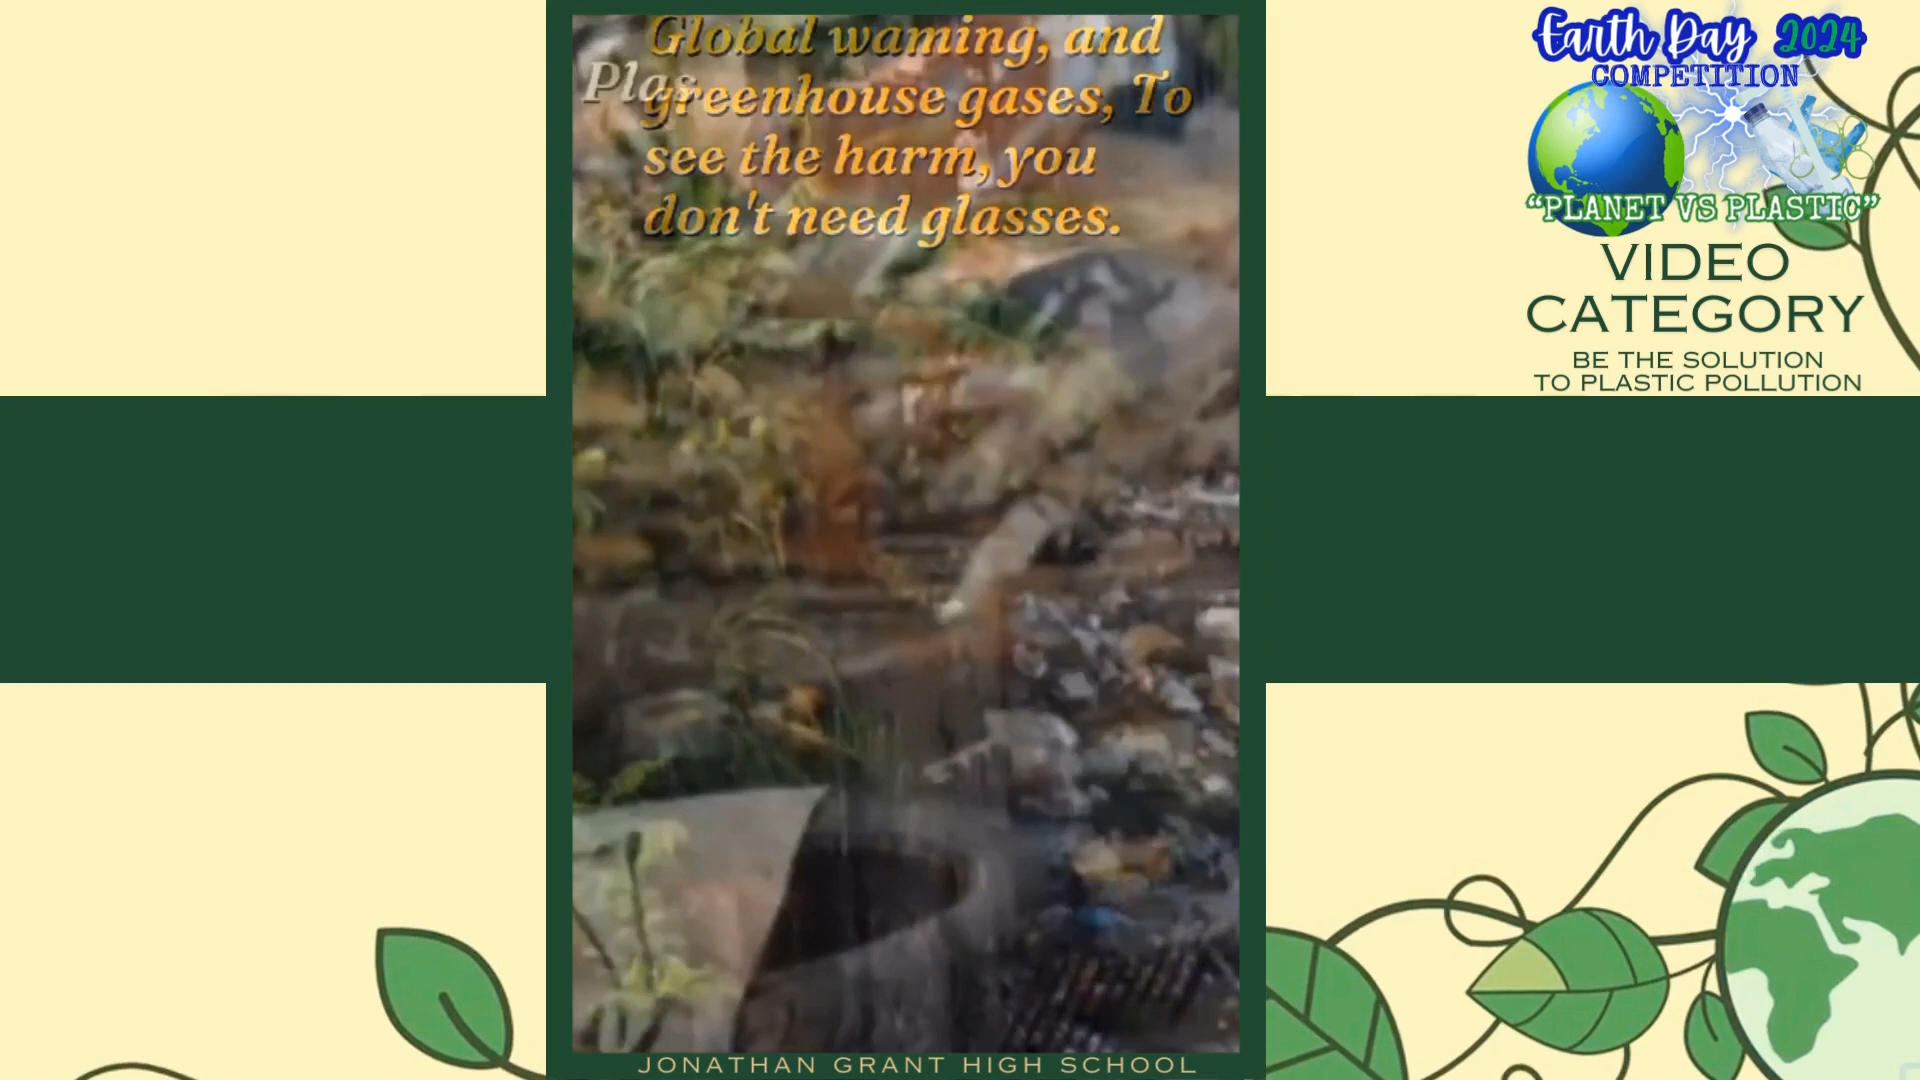 Global waming, and
Plas
greenhouse gases, To
see the harm, you
don't need glasses.
Earth Day 2024
COMPETITION
“PLANET VS PLASTIC”
VIDEO
CATEGORY
BE THE SOLUTION
TO PLASTIC POLLUTION
JONATHAN GRANT HIGH SCHOOL